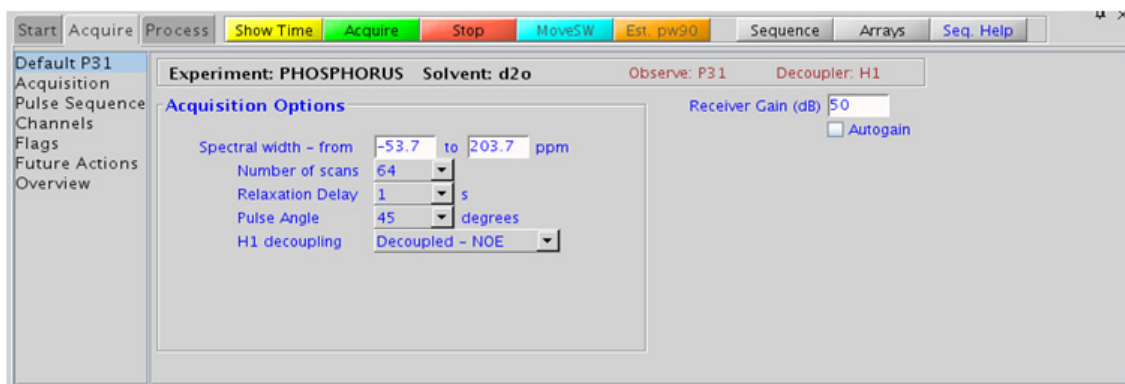 Start Acquire Process Show Time Acquire Stop MoveSW Est. pw90 Sequence Arrays Seq. Help
Default P31
Acquisition
Pulse Sequence
Channels
Flags
Future Actions
Overview
Experiment: PHOSPHORUS Solvent: d2o Observe: P31 Decoupler: H1
Acquisition Options
Receiver Gain (dB) 50
Autogain
Spectral width – from -53.7 to 203.7 ppm
Number of scans 64
Relaxation Delay 1 s
Pulse Angle 45 degrees
H1 decoupling Decoupled – NOE